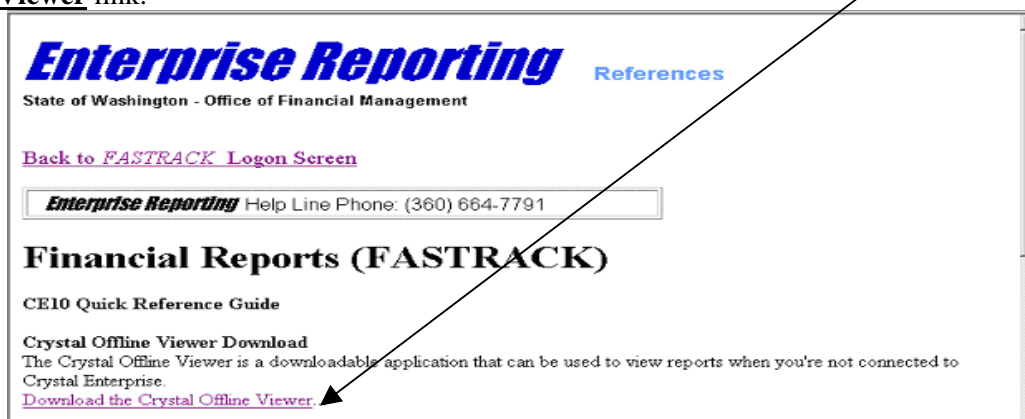 Viewer link.
Enterprise Reporting References
State of Washington - Office of Financial Management
Back to FASTRACK Logon Screen
Enterprise Reporting Help Line Phone: (360) 664-7791
Financial Reports (FASTRACK)
CE10 Quick Reference Guide
Crystal Offline Viewer Download
The Crystal Offline Viewer is a downloadable application that can be used to view reports when you're not connected to
Crystal Enterprise.
Download the Crystal Offline Viewer.